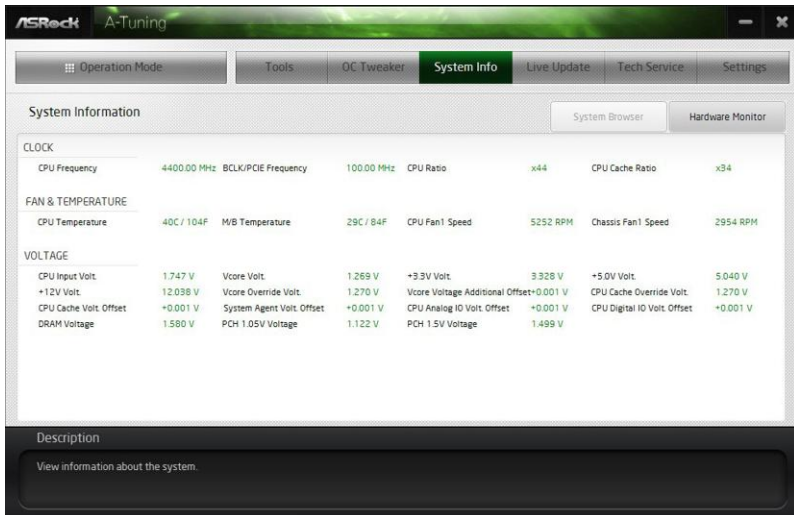 ASRock A-Tuning
Operation Mode Tools OC Tweaker System Info Live Update Tech Service Settings
System Information System Browser Hardware Monitor
CLOCK
CPU Frequency 4400.00 MHz BCLK/PCIE Frequency 100.00 MHz CPU Ratio x44 CPU Cache Ratio x34
FAN & TEMPERATURE
CPU Temperature 40C / 104F M/B Temperature 29C / 84F CPU Fan1 Speed 5252 RPM Chassis Fan1 Speed 2954 RPM
VOLTAGE
CPU Input Volt. 1.747 V Vcore Volt. 1.269 V +3.3V Volt. 3.328 V +5.0V Volt. 5.040 V
+12V Volt. 12.038 V Vcore Override Volt. 1.270 V Vcore Voltage Additional Offset+0.001 V CPU Cache Override Volt. 1.270 V
CPU Cache Volt. Offset +0.001 V System Agent Volt. Offset +0.001 V CPU Analog IO Volt. Offset +0.001 V CPU Digital IO Volt. Offset +0.001 V
DRAM Voltage 1.580 V PCH 1.05V Voltage 1.122 V PCH 1.5V Voltage 1.499 V
Description
View information about the system.